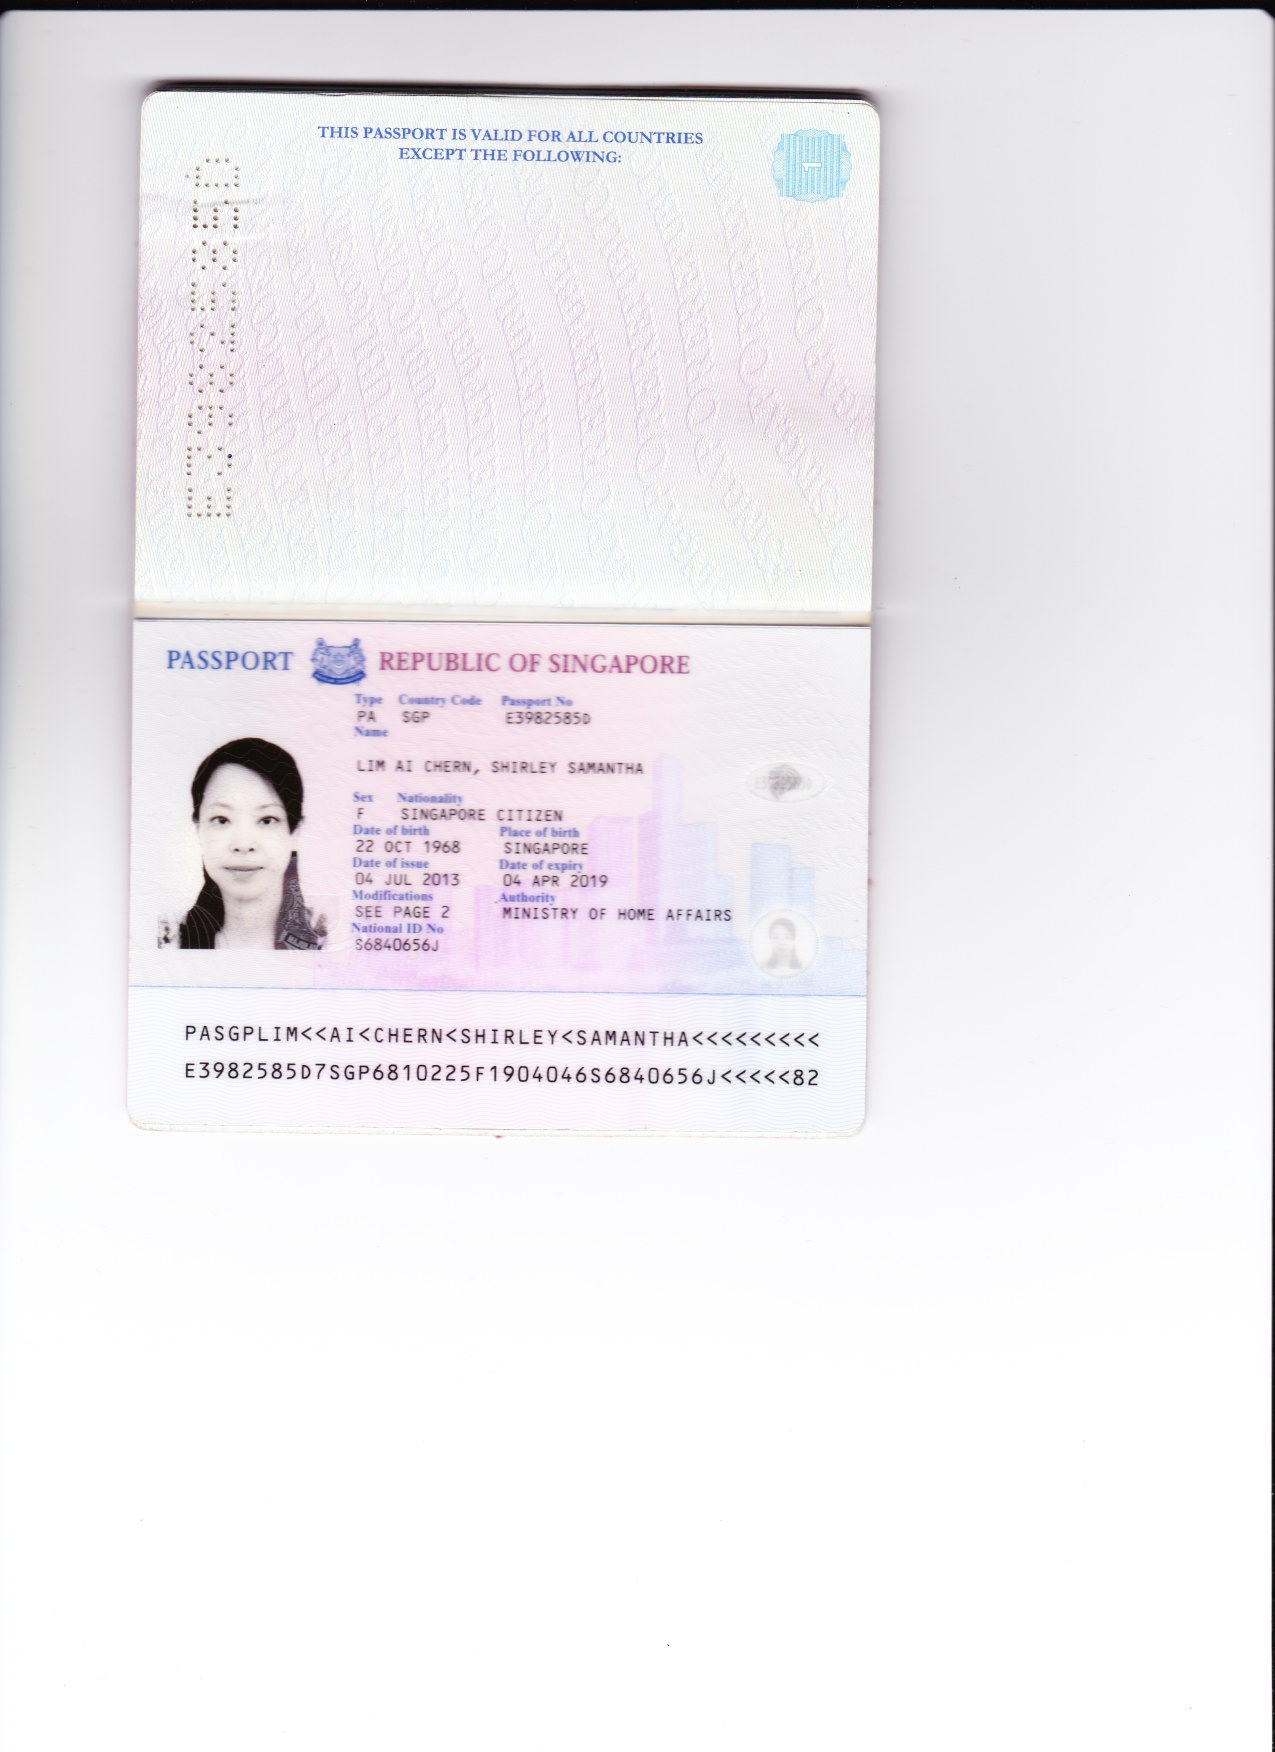 THIS PASSPORT IS VALID FOR ALL COUNTRIES
EXCEPT THE FOLLOWING:
1
E3982585D
PASSPORT REPUBLIC OF SINGAPORE
Type Country Code Passport No
PA SGP E3982585D
Name
LIM AI CHERN, SHIRLEY SAMANTHA
Sex Nationality
F SINGAPORE CITIZEN
Date of birth Place of birth
22 OCT 1968 SINGAPORE
Date of issue Date of expiry
04 JUL 2013 04 APR 2019
Modifications Authority
SEE PAGE 2 MINISTRY OF HOME AFFAIRS
National ID No
S6840656J
PASGPLIM<<AI<CHERN<SHIRLEY<SAMANTHA<<<<<<<<<
E3982585D7SGP6810225F1904046S6840656J<<<<<82